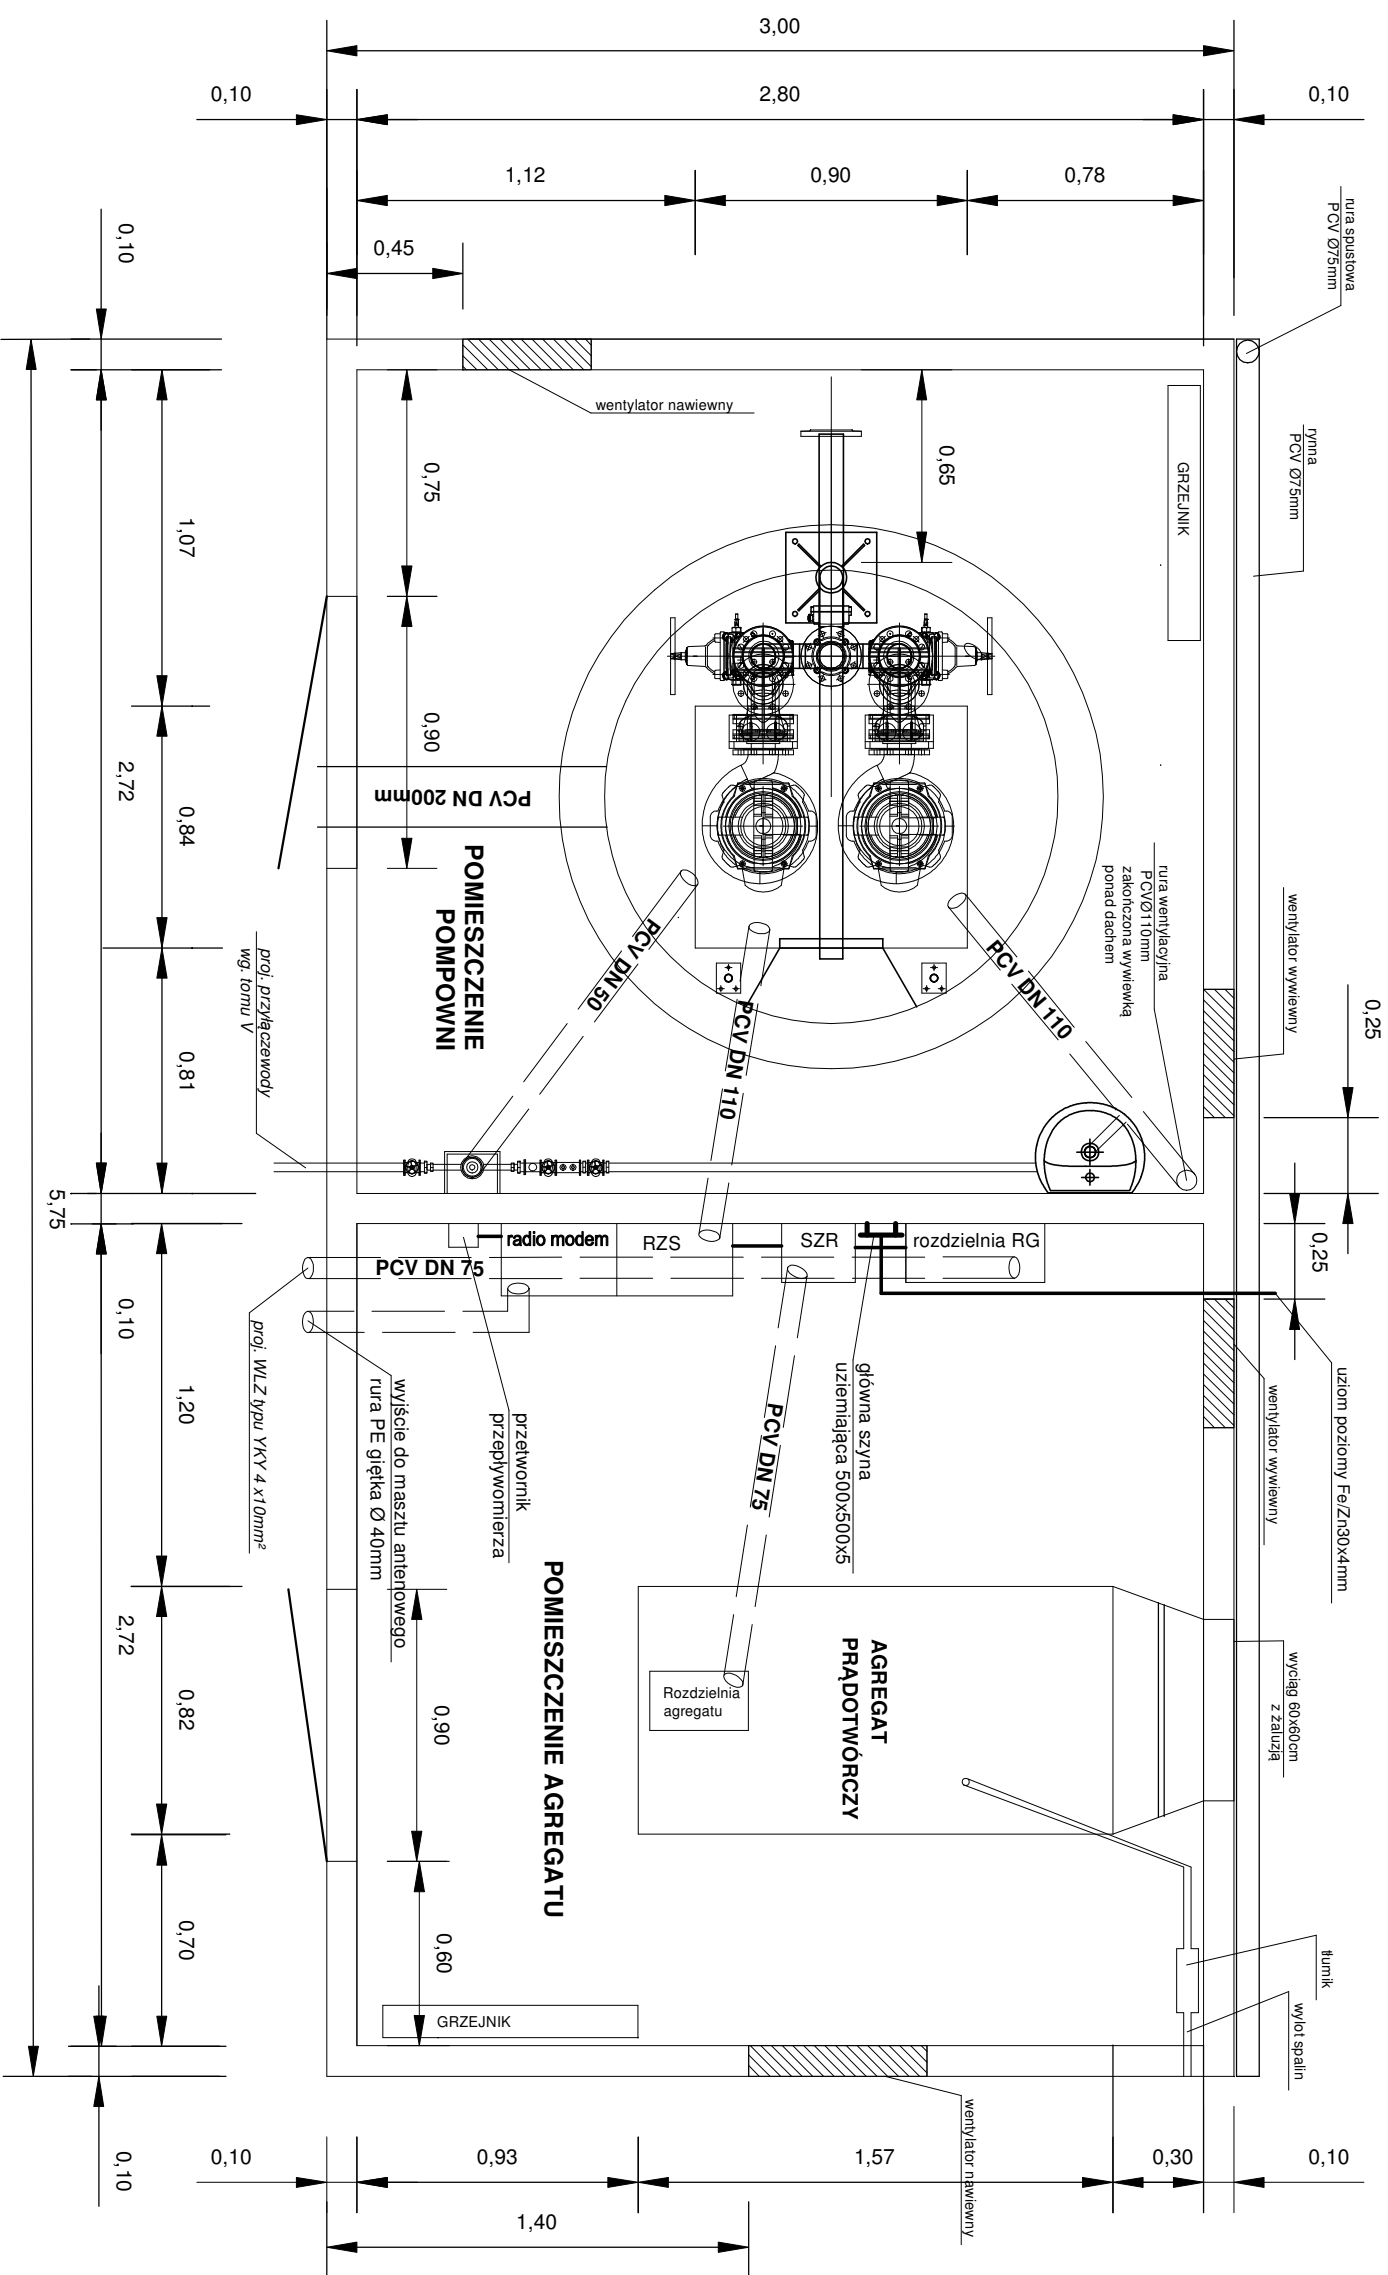 3,00
0,10
2,80
0,10
1,12
0,90
0,78
0,45
0,10
rura spustowa
PCV Ø75mm
rynna
PCV Ø75mm
wentylator nawiewny
0,65
GRZEJNIK
0,75
1,07
0,90
2,72
0,84
PCV DN 200mm
POMIESZCZENIE
POMPOWNI
rura wentylacyjna
PCVØ110mm
zakończona wywiewką
ponad dachem
wentylator wywiewny
0,25
PCV DN 50
PCV DN 110
PCV DN 110
proj. przyłączewody
wg. tomu V
0,81
5,75
0,10
0,25
radio modem
RZS
SZR
rozdzielnia RG
PCV DN 75
proj. WLZ typu YKY 4 x10mm²
wyjście do masztu antenowego
rura PE giętka Ø 40mm
przetwornik
przepływomierza
główna szyna
uziemiająca 500x500x5
PCV DN 75
uziom poziomy Fe/Zn30x4mm
wentylator wywiewny
1,20
2,72
0,82
0,90
POMIESZCZENIE AGREGATU
AGREGAT
PRĄDOTWÓRCZY
Rozdzielnia
agregatu
wyciąg 60x60cm
z żaluzją
0,70
0,60
GRZEJNIK
tłumik
wylot spalin
wentylator nawiewny
0,10
0,10
0,93
1,57
0,30
0,10
1,40